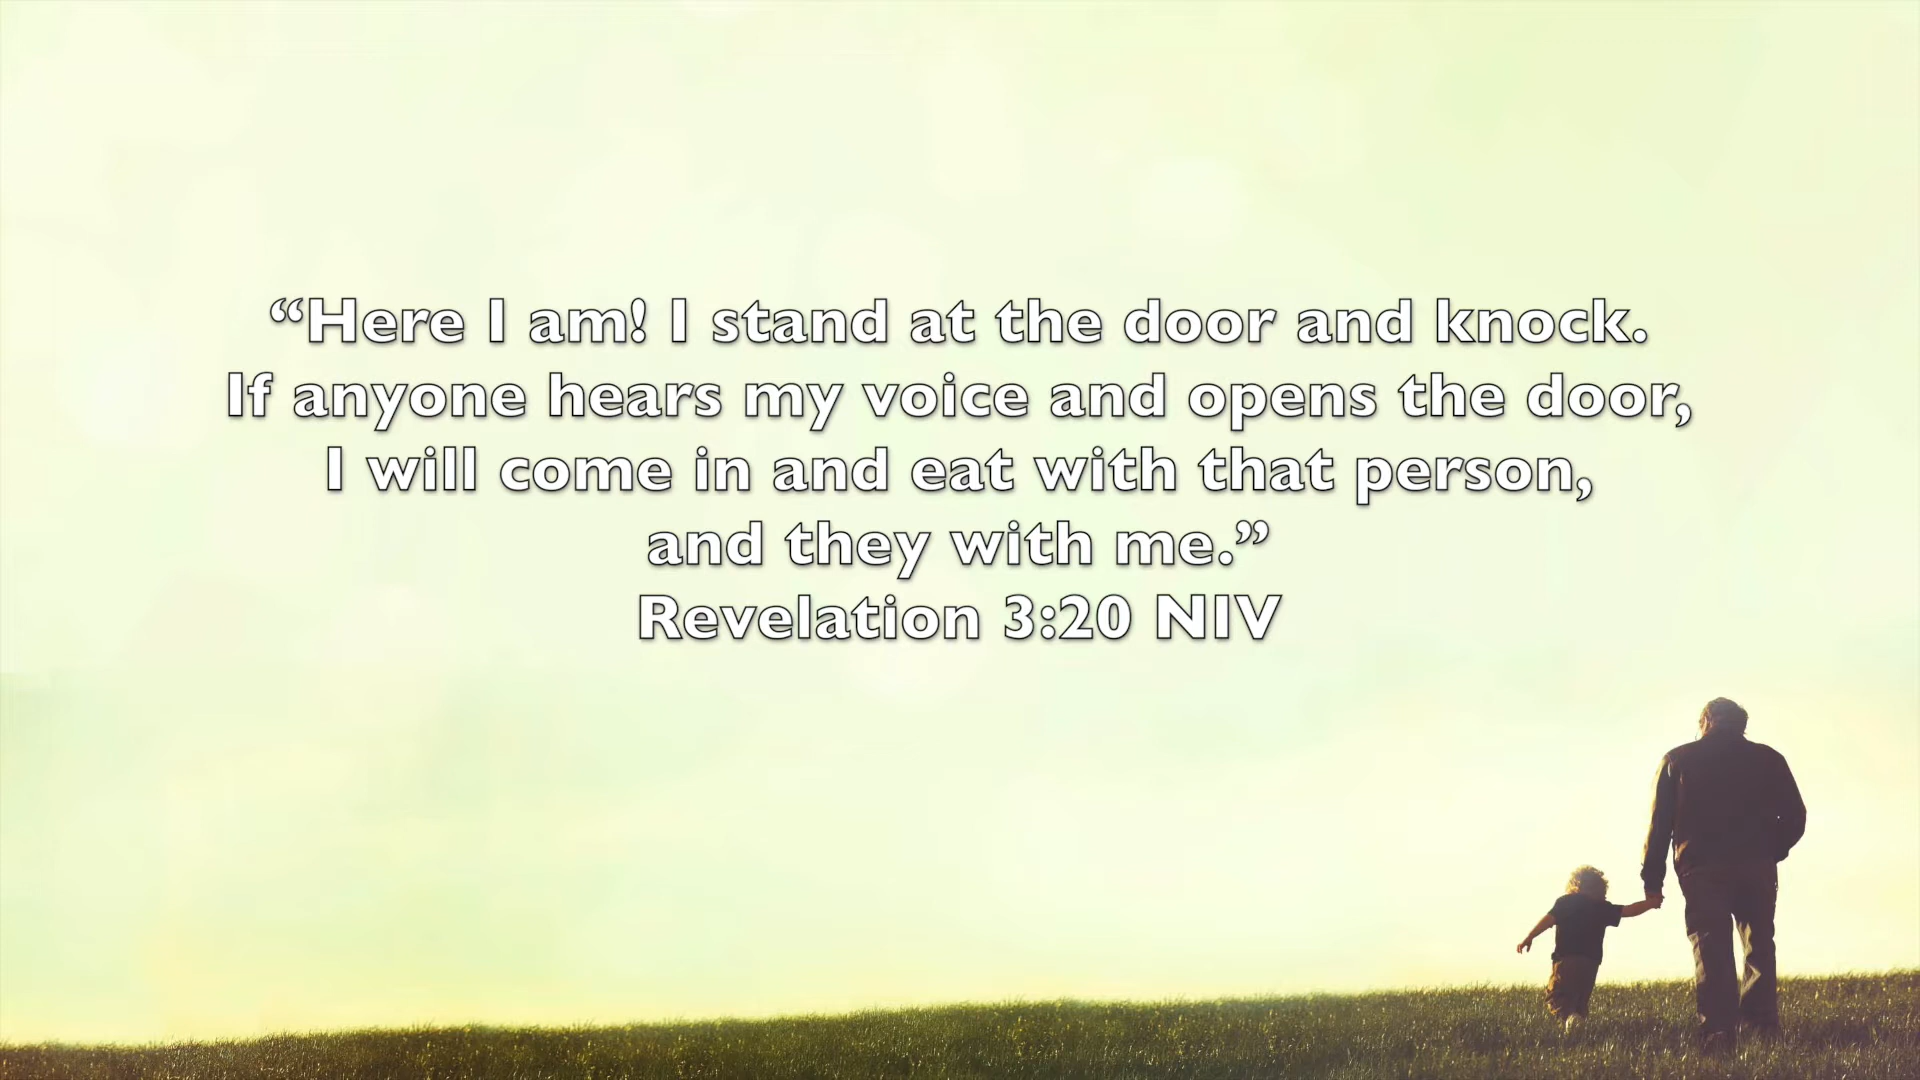 “Here I am! I stand at the door and knock.
If anyone hears my voice and opens the door,
I will come in and eat with that person,
and they with me.”
Revelation 3:20 NIV